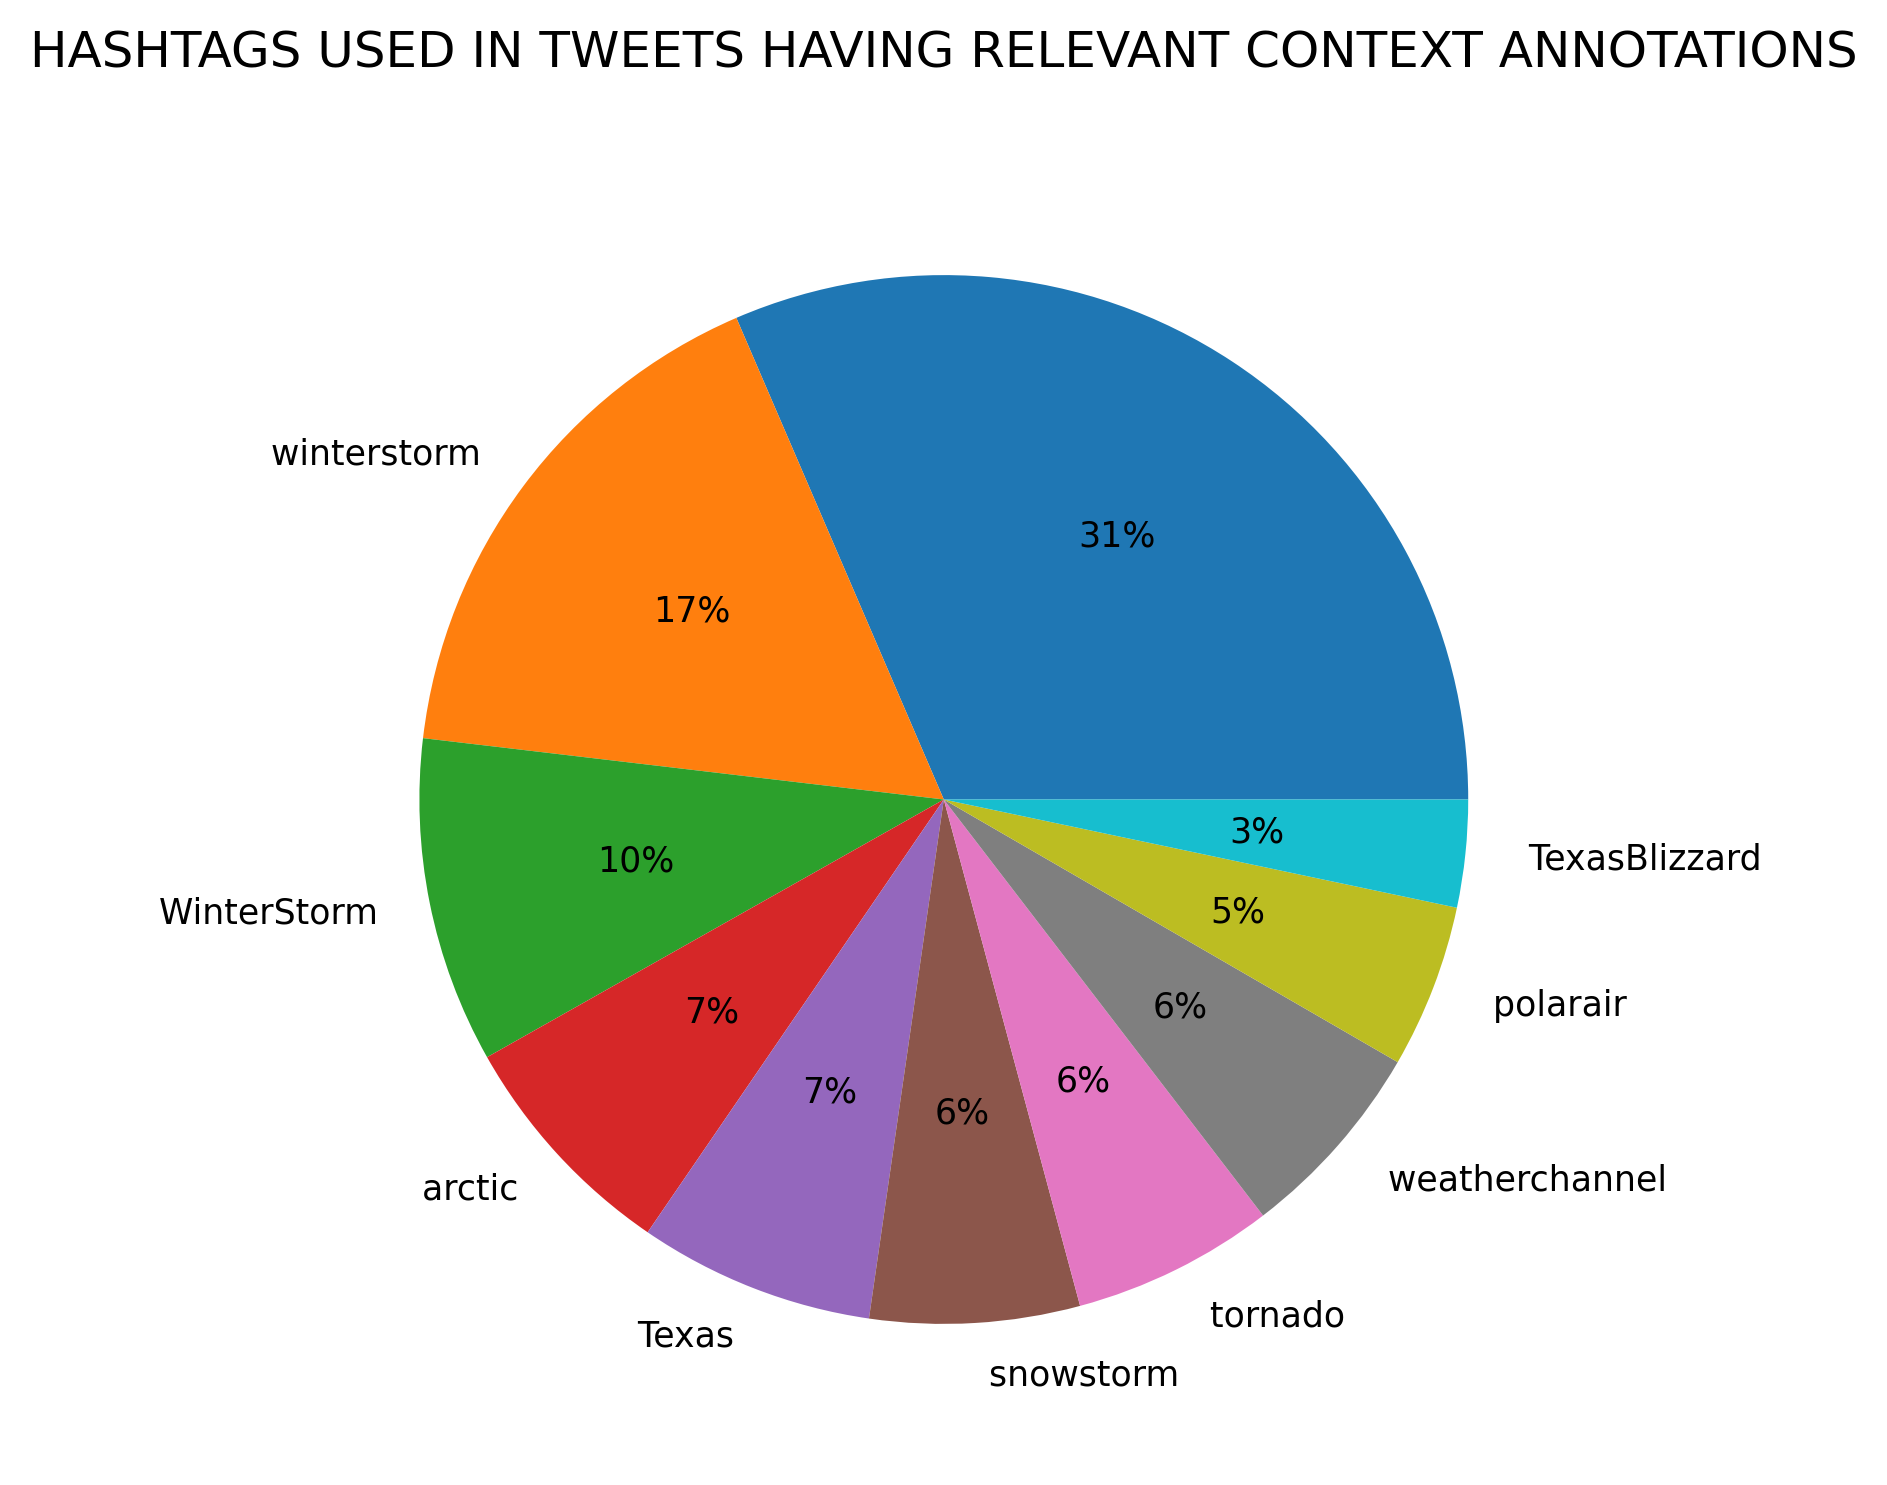 HASHTAGS USED IN TWEETS HAVING RELEVANT CONTEXT ANNOTATIONS
winterstorm
31%
17%
3%
TexasBlizzard
10%
WinterStorm
5%
polarair
7%
6%
7%
6%
6%
arctic
weatherchannel
Texas
tornado
snowstorm